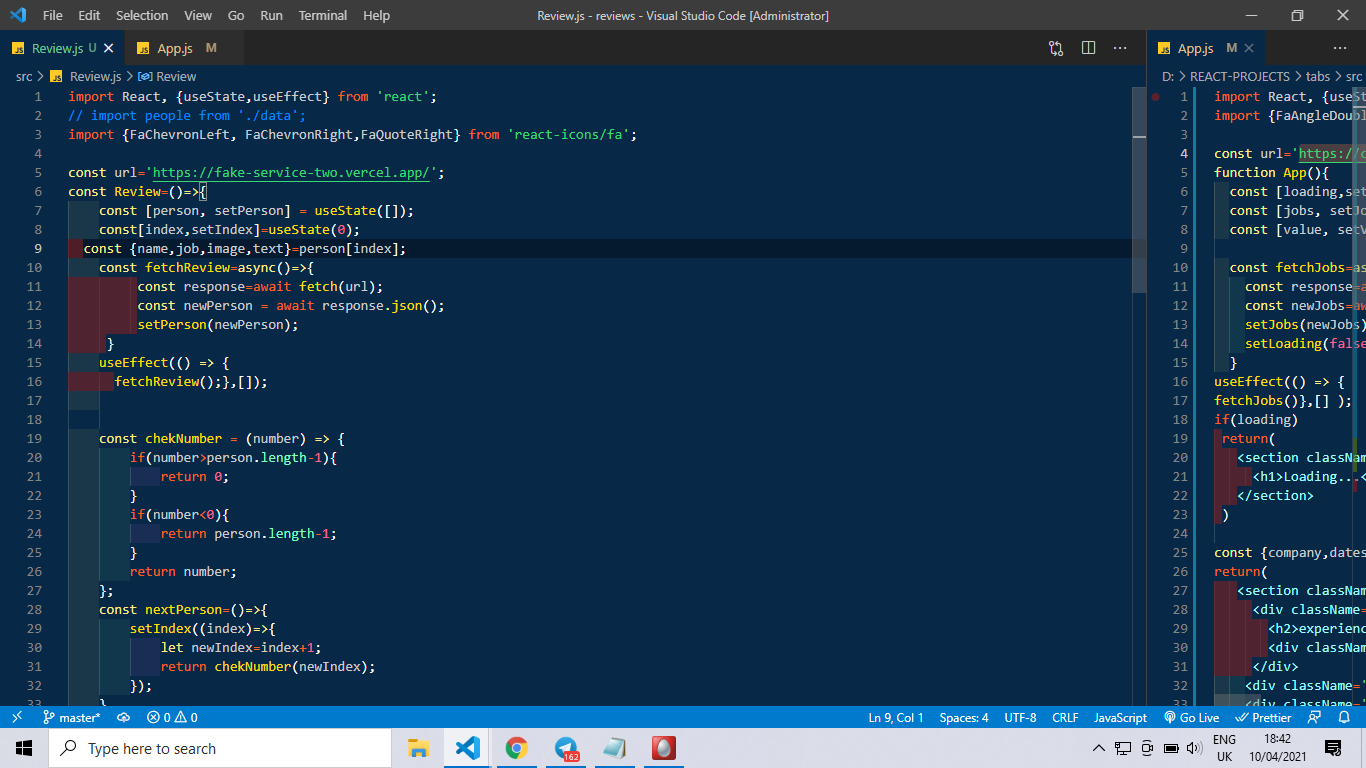 File Edit Selection View Go Run Terminal Help Review.js - reviews - Visual Studio Code [Administrator]
JS Review.js U JS App.js M
src > JS Review.js > Review
1 import React, {useState,useEffect} from 'react';
2 // import people from './data';
3 import {FaChevronLeft, FaChevronRight,FaQuoteRight} from 'react-icons/fa';
4
5 const url='https://fake-service-two.vercel.app/';
6 const Review=()=>{
7 const [person, setPerson] = useState([]);
8 const[index,setIndex]=useState(0);
9 const {name,job,image,text}=person[index];
10 const fetchReview=async()=>{
11 const response=await fetch(url);
12 const newPerson = await response.json();
13 setPerson(newPerson);
14 }
15 useEffect(() => {
16 fetchReview();},[]);
17
18
19 const chekNumber = (number) => {
20 if(number>person.length-1){
21 return 0;
22 }
23 if(number<0){
24 return person.length-1;
25 }
26 return number;
27 };
28 const nextPerson=()=>{
29 setIndex((index)=>{
30 let newIndex=index+1;
31 return chekNumber(newIndex);
32 });
33 }
JS App.js M
D: > REACT-PROJECTS > tabs > src
1 import React, {useSt
2 import {FaAngleDoubl
3
4 const url='https://c
5 function App(){
6 const [loading,set
7 const [jobs, setJo
8 const [value, setV
9
10 const fetchJobs=as
11 const response=a
12 const newJobs=aw
13 setJobs(newJobs)
14 setLoading(false
15 }
16 useEffect(() => {
17 fetchJobs()},[] );
18 if(loading)
19 return(
20 <section classNam
21 <h1>Loading...<
22 </section>
23 )
24
25 const {company,dates
26 return(
27 <section classNam
28 <div className=
29 <h2>experienc
30 <div classNam
31 </div>
32 <div className='
33 <div className='
master* 0 0 Ln 9, Col 1 Spaces: 4 UTF-8 CRLF JavaScript Go Live Prettier
Type here to search 162 ENG UK 18:42 10/04/2021